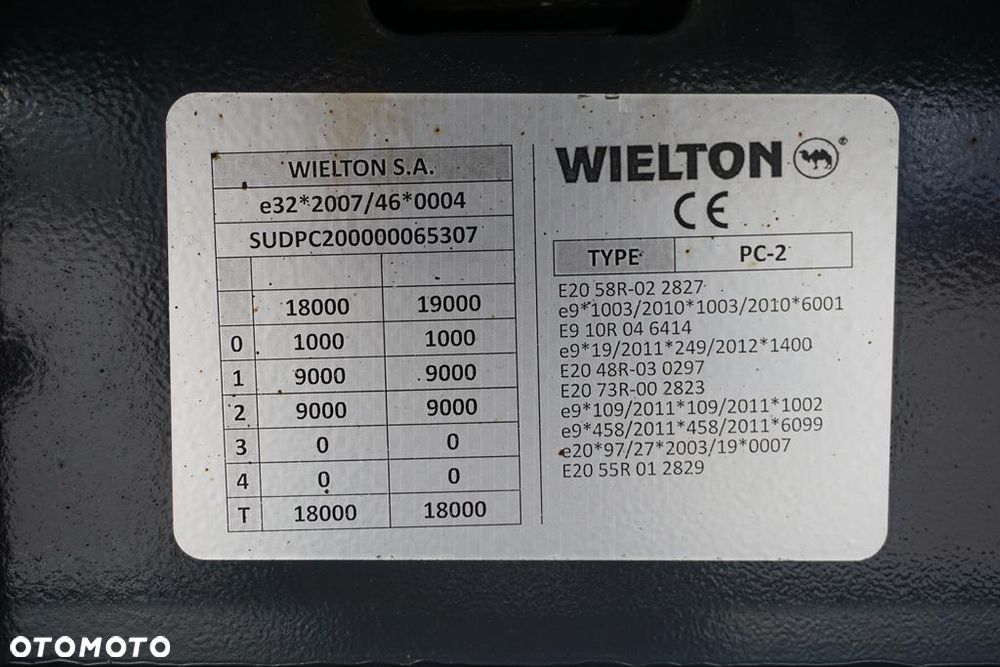 WIELTON S.A.
e32*2007/46*0004
SUDPC200000065307
18000 19000
0 1000 1000
1 9000 9000
2 9000 9000
3 0 0
4 0 0
T 18000 18000
WIELTON ®
CE
TYPE PC-2
E20 58R-02 2827
e9*1003/2010*1003/2010*6001
E9 10R 04 6414
e9*19/2011*249/2012*1400
E20 48R-03 0297
E20 73R-00 2823
e9*109/2011*109/2011*1002
e9*458/2011*458/2011*6099
e20*97/27*2003/19*0007
E20 55R 01 2829
OTOMOTO